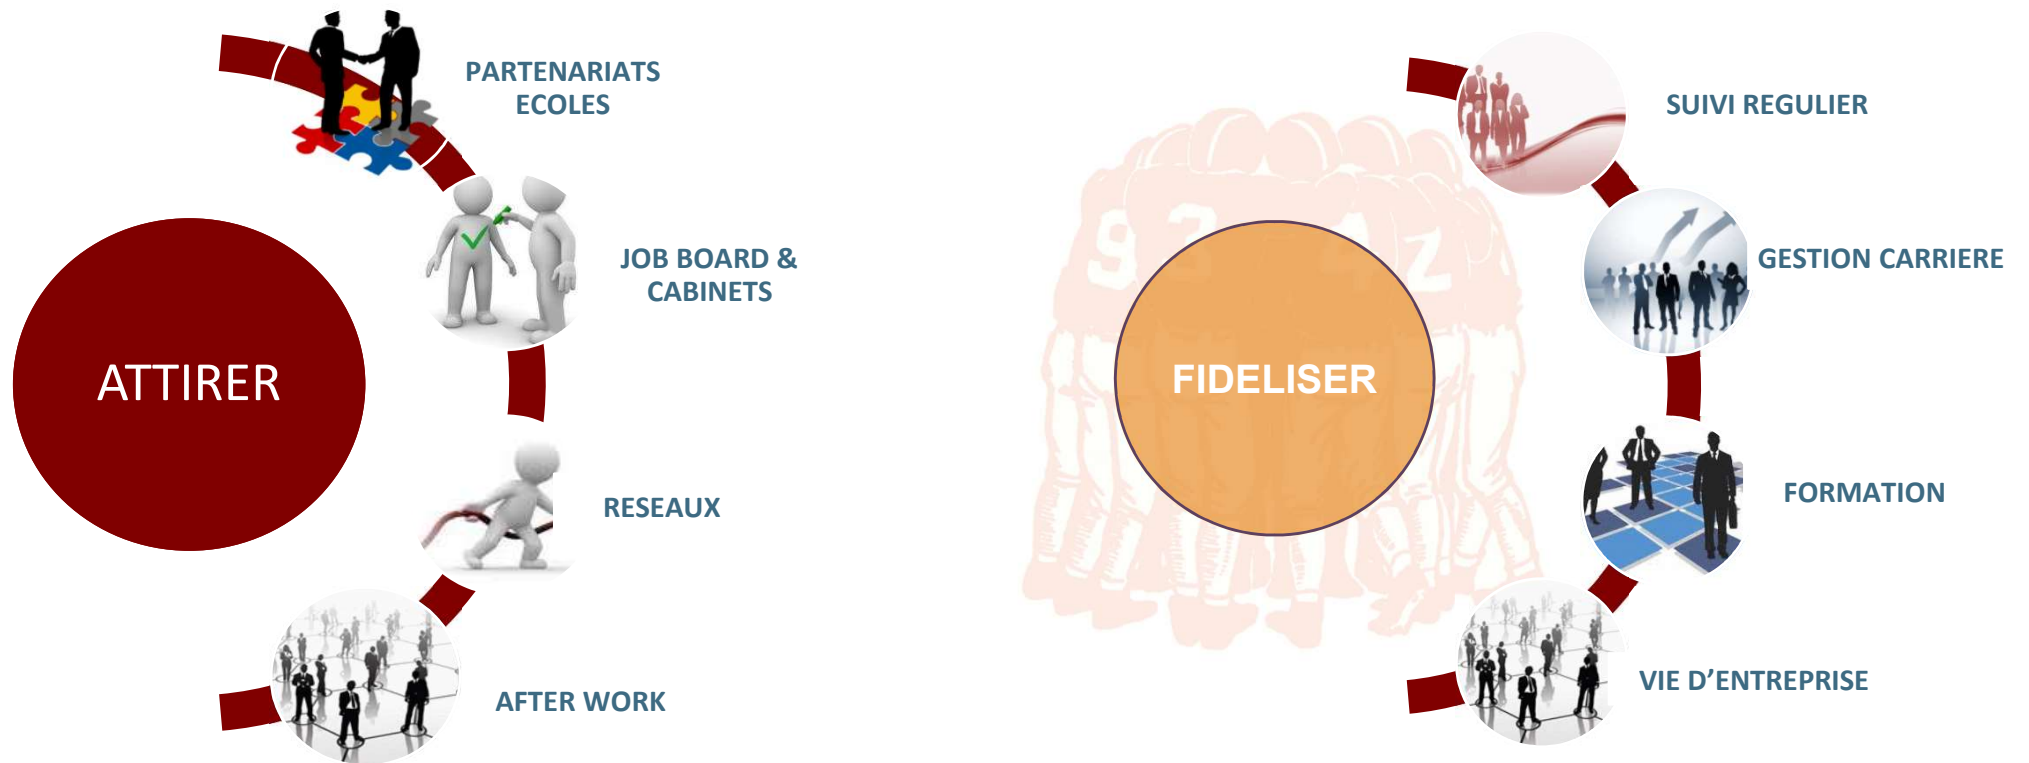 ATTIRER
PARTENARIATS
ECOLES
JOB BOARD &
CABINETS
RESEAUX
AFTER WORK
FIDELISER
SUIVI REGULIER
GESTION CARRIERE
FORMATION
VIE D’ENTREPRISE